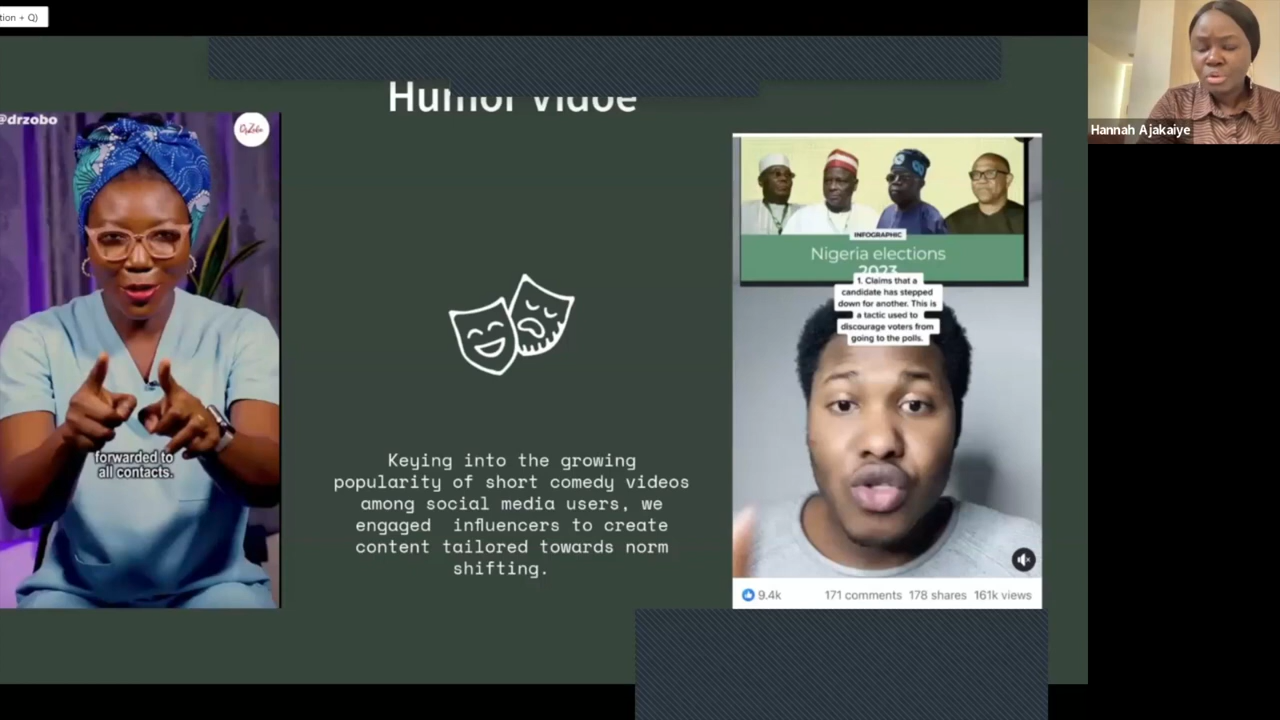 tion + Q)
Humor Vidoe
@drzobo
DrZobo
forwarded to
all contacts.
Keying into the growing
popularity of short comedy videos
among social media users, we
engaged influencers to create
content tailored towards norm
shifting.
INFOGRAPHIC
Nigeria elections
2023
1. Claims that a
candidate has stepped
down for another. This is
a tactic used to
discourage voters from
going to the polls.
9.4k 171 comments 178 shares 161k views
Hannah Ajakaiye